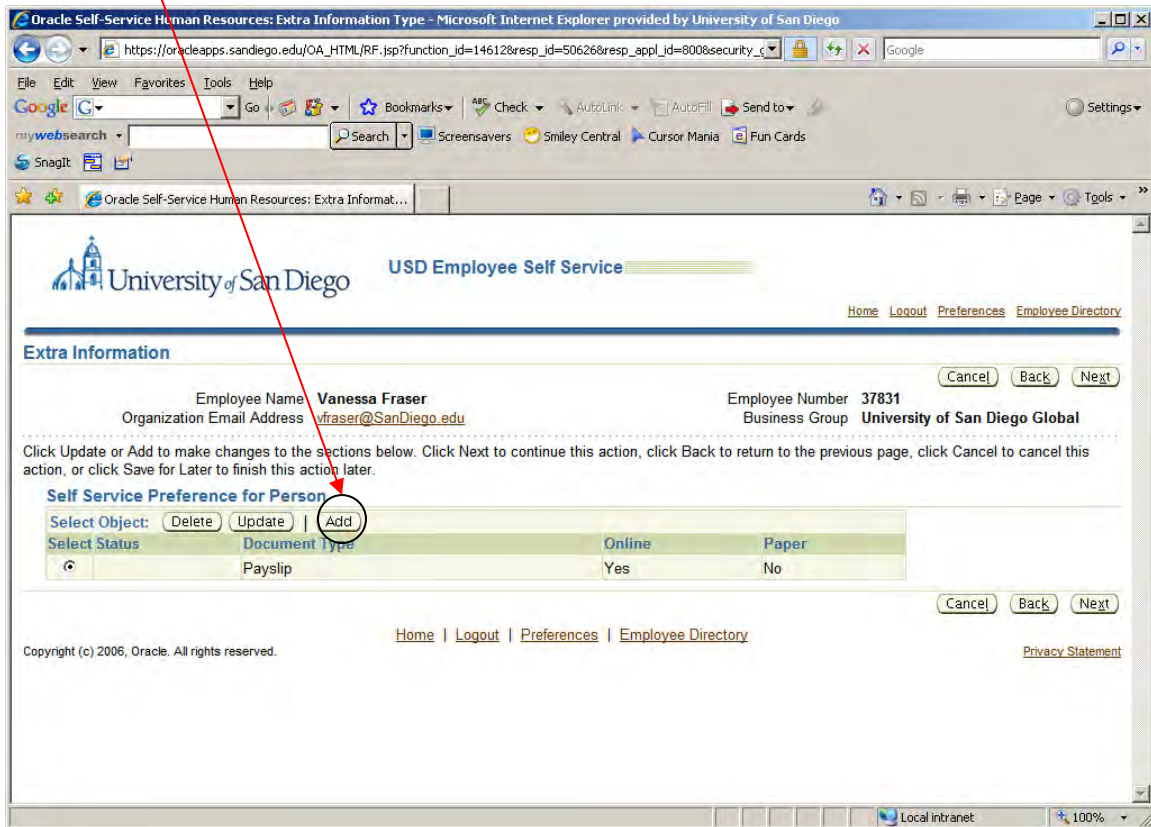 Oracle Self-Service Human Resources: Extra Information Type - Microsoft Internet Explorer provided by University of San Diego
https://oracleapps.sandiego.edu/OA_HTML/RF.jsp?function_id=14612&resp_id=50626&resp_appl_id=800&security_g
Google
File Edit View Favorites Tools Help
Google G Go Bookmarks ABC Check AutoLink AutoFill Send to Settings
mywebsearch Search Screensavers Smiley Central Cursor Mania Fun Cards
SnagIt
Oracle Self-Service Human Resources: Extra Informat... Page Tools »
University of San Diego USD Employee Self Service
Home Logout Preferences Employee Directory
Extra Information
Cancel Back Next
Employee Name Vanessa Fraser Employee Number 37831
Organization Email Address vfraser@SanDiego.edu Business Group University of San Diego Global
Click Update or Add to make changes to the sections below. Click Next to continue this action, click Back to return to the previous page, click Cancel to cancel this
action, or click Save for Later to finish this action later.
Self Service Preference for Person
Select Object: Delete Update | Add
Select Status Document Type Online Paper
Payslip Yes No
Cancel Back Next
Home | Logout | Preferences | Employee Directory
Copyright (c) 2006, Oracle. All rights reserved. Privacy Statement
Local intranet 100%